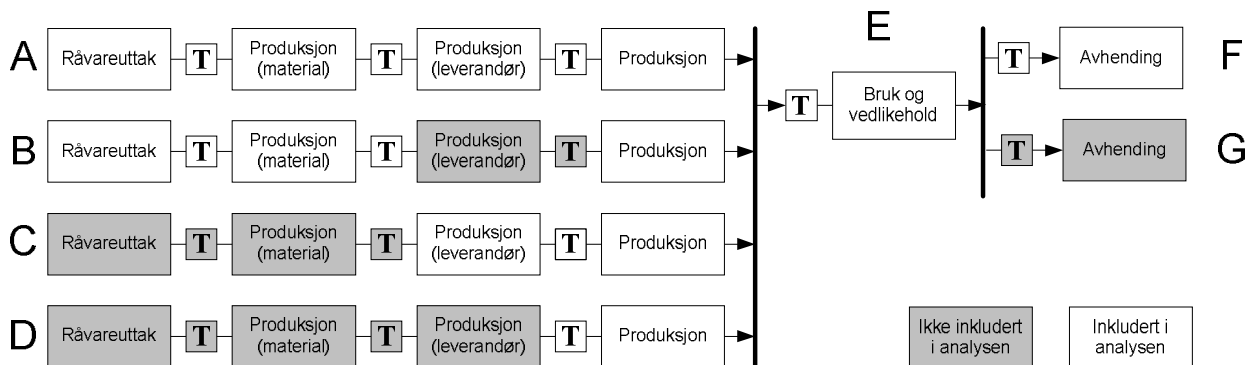 A
Råvareuttak
T
Produksjon
(material)
T
Produksjon
(leverandør)
T
Produksjon
B
Råvareuttak
T
Produksjon
(material)
T
Produksjon
(leverandør)
T
Produksjon
C
Råvareuttak
T
Produksjon
(material)
T
Produksjon
(leverandør)
T
Produksjon
D
Råvareuttak
T
Produksjon
(material)
T
Produksjon
(leverandør)
T
Produksjon
E
T
Bruk og
vedlikehold
T
Avhending
F
T
Avhending
G
Ikke inkludert
i analysen
Inkludert i
analysen